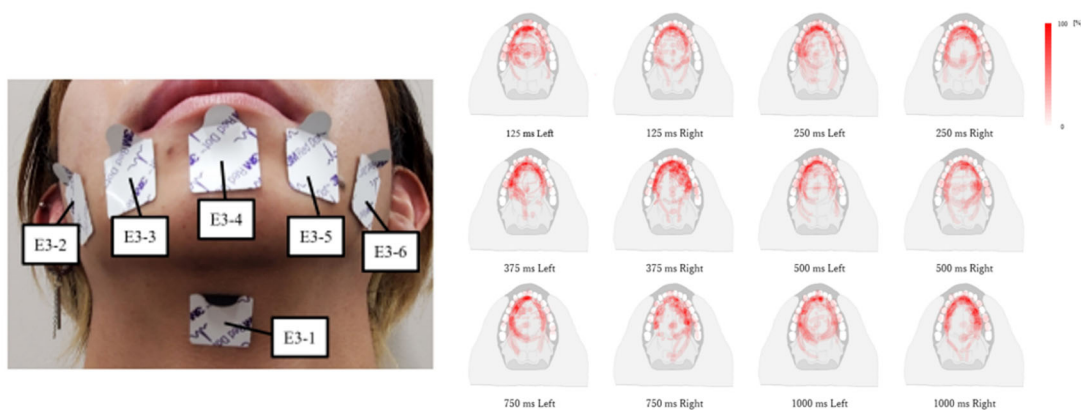 E3-4
E3-3
E3-5
E3-2
E3-6
E3-1
100
0
125 ms Left
125 ms Right
250 ms Left
250 ms Right
375 ms Left
375 ms Right
500 ms Left
500 ms Right
750 ms Left
750 ms Right
1000 ms Left
1000 ms Right